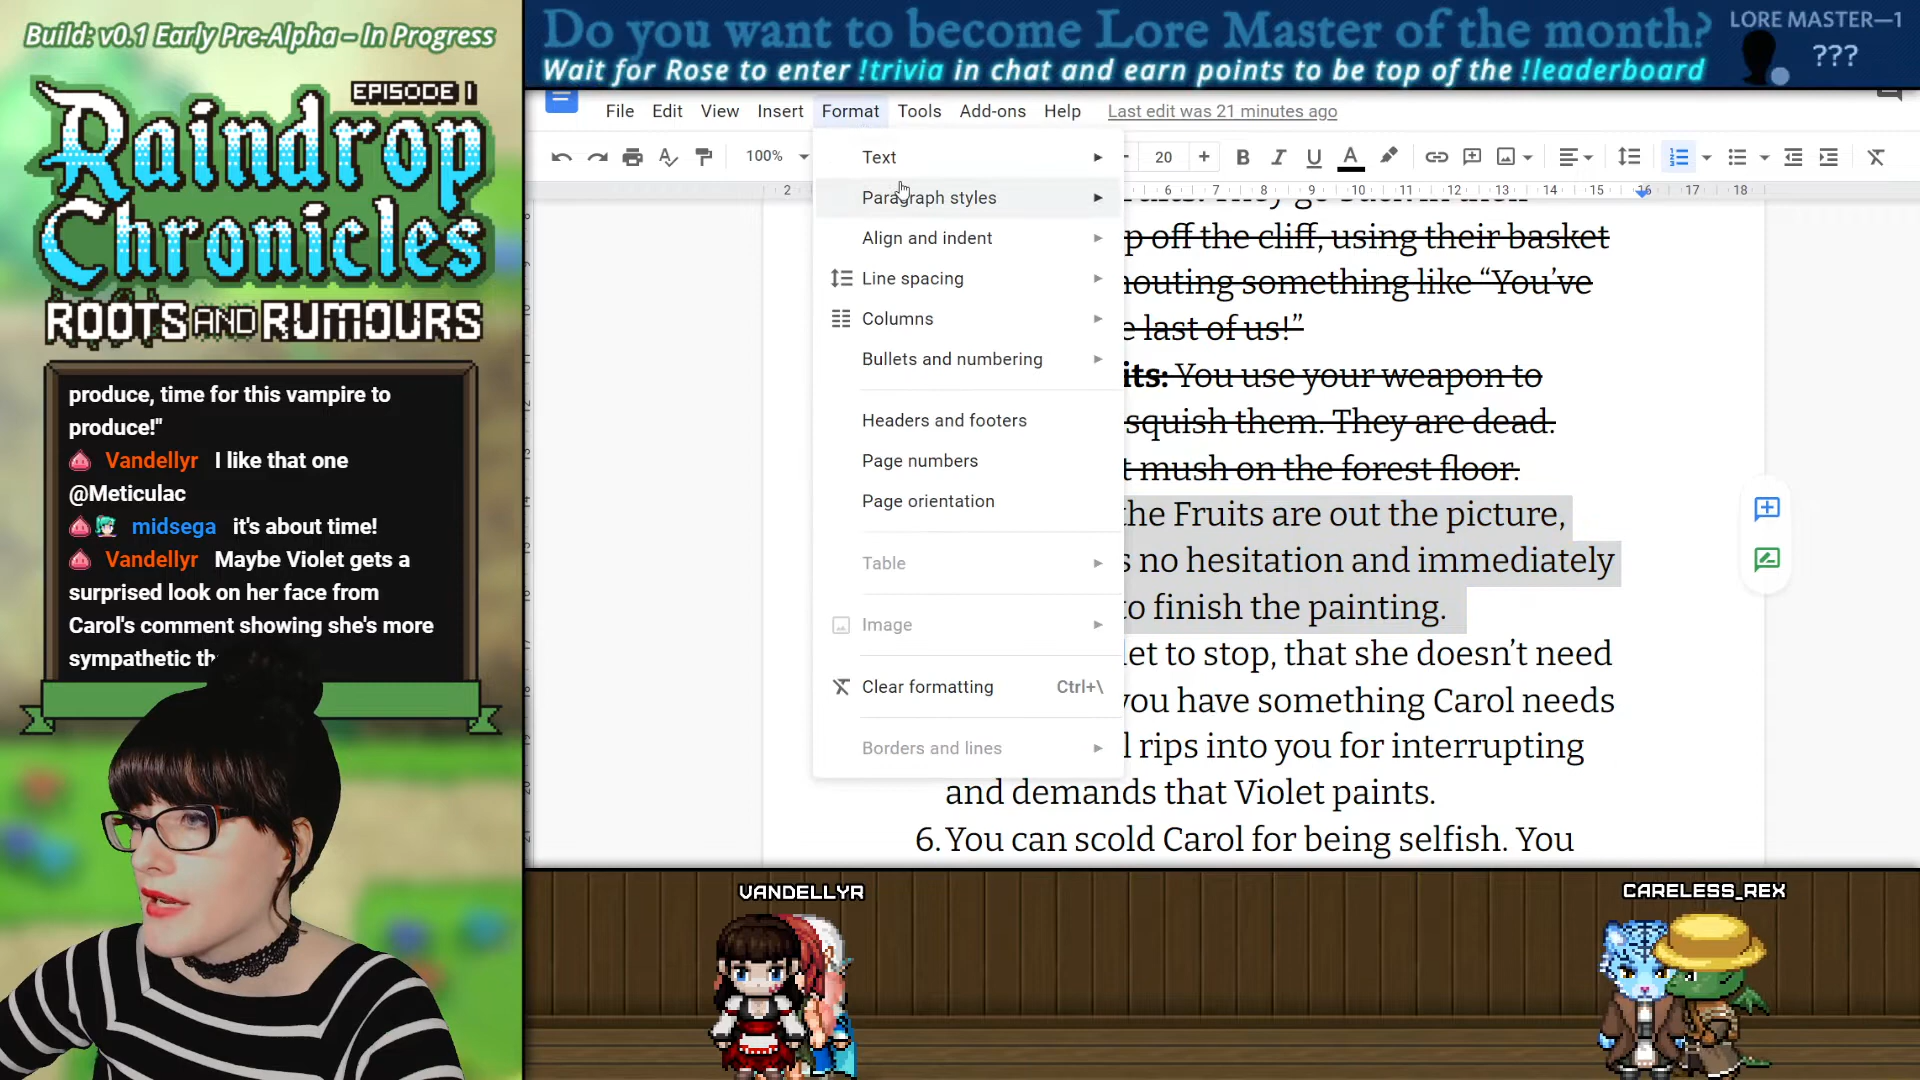 Build: v0.1 Early Pre-Alpha – In Progress
EPISODE I
Raindrop
Chronicles
ROOTS AND RUMOURS
produce, time for this vampire to
produce!"
Vandellyr I like that one
@Meticulac
midsega it's about time!
Vandellyr Maybe Violet gets a
surprised look on her face from
Carol's comment showing she's more
sympathetic
Do you want to become Lore Master of the month?
Wait for Rose to enter !trivia in chat and earn points to be top of the !leaderboard
LORE MASTER—1
???
File Edit View Insert Format Tools Add-ons Help Last edit was 21 minutes ago
100% 20 B I U A
2 6 7 8 9 10 11 12 13 14 15 16 17 18
Text
Paragraph styles
Align and indent
Line spacing
Columns
Bullets and numbering
Headers and footers
Page numbers
Page orientation
Table
Image
Clear formatting Ctrl+\
Borders and lines
p off the cliff, using their basket
houting something like “You’ve
e last of us!”
its: You use your weapon to
squish them. They are dead.
t mush on the forest floor.
the Fruits are out the picture,
s no hesitation and immediately
to finish the painting.
let to stop, that she doesn’t need
you have something Carol needs
l rips into you for interrupting
and demands that Violet paints.
6. You can scold Carol for being selfish. You
VANDELLYR
CARELESS_REX